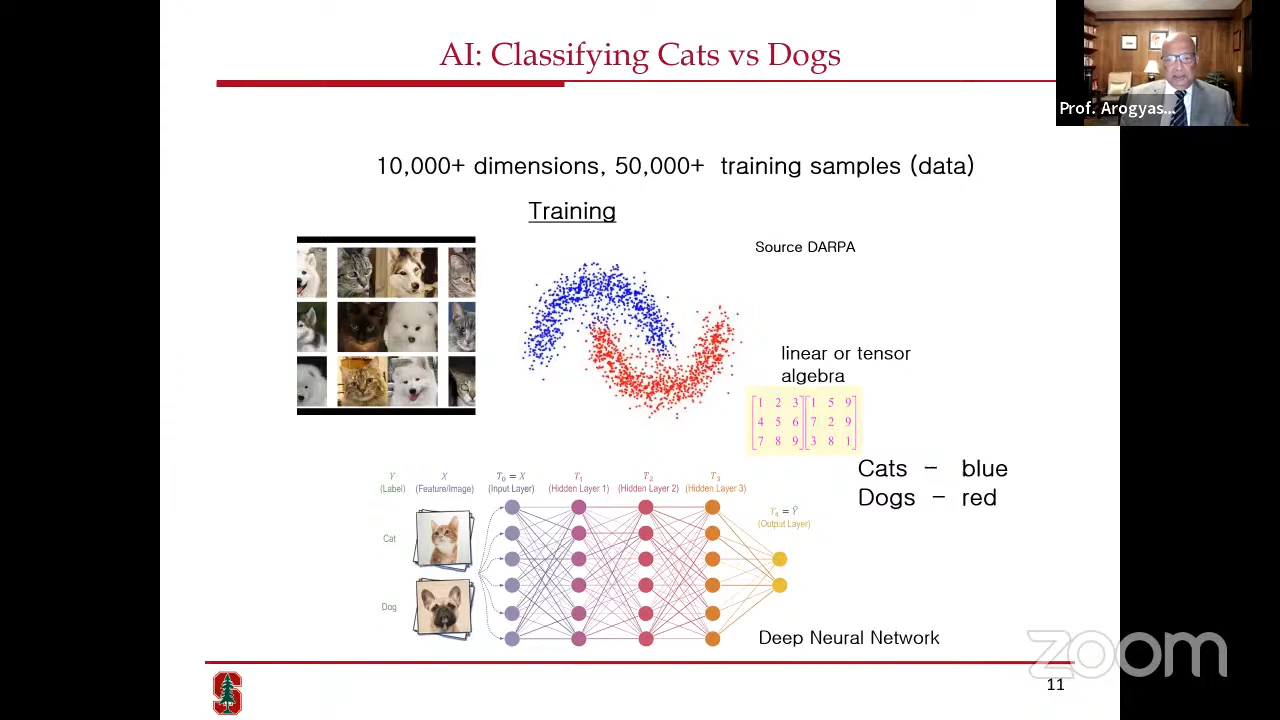 AI: Classifying Cats vs Dogs
Prof. Arogyas...
10,000+ dimensions, 50,000+ training samples (data)
Training
Source DARPA
linear or tensor
algebra
1 2 3 1 5 9
4 5 6 7 2 9
7 8 9 3 8 1
Cats – blue
Dogs – red
Y X T₀ = X T₁ T₂ T₃
(Label) (Feature/Image) (Input Layer) (Hidden Layer 1) (Hidden Layer 2) (Hidden Layer 3)
T₄ = Ŷ
(Output Layer)
Cat
Dog
Deep Neural Network
zoom
S
11